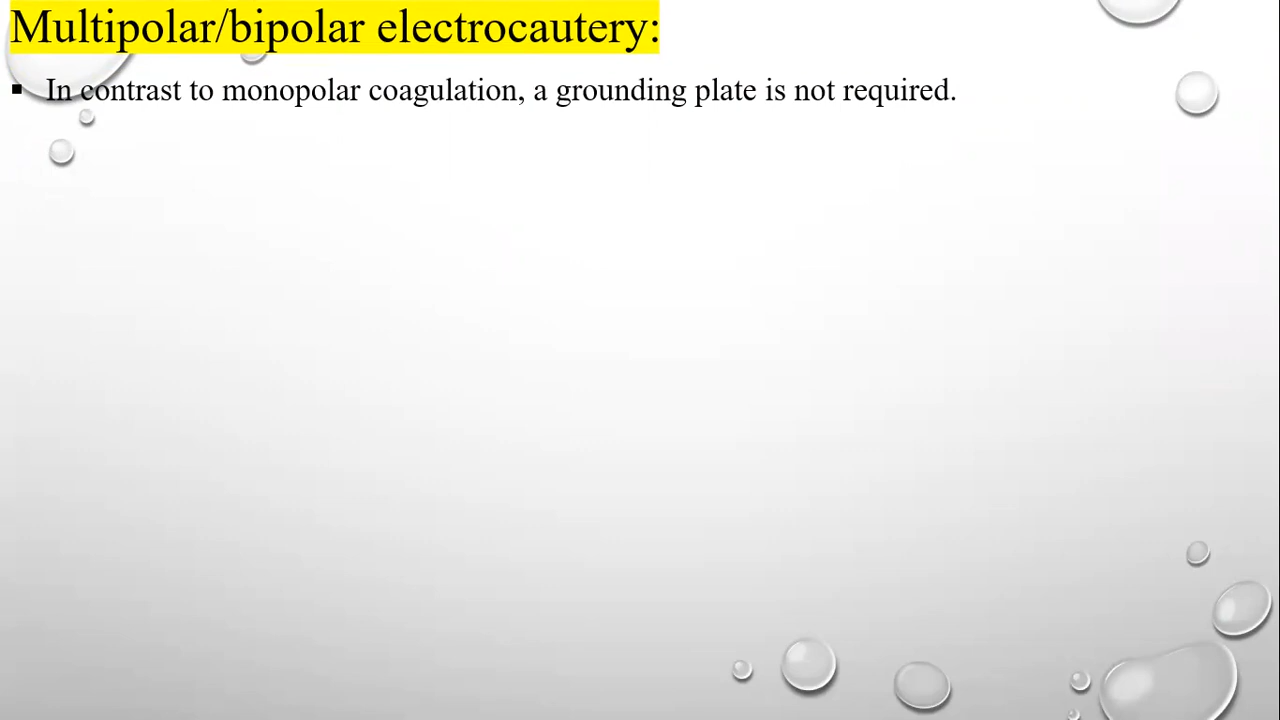 Multipolar/bipolar electrocautery:
▪ In contrast to monopolar coagulation, a grounding plate is not required.